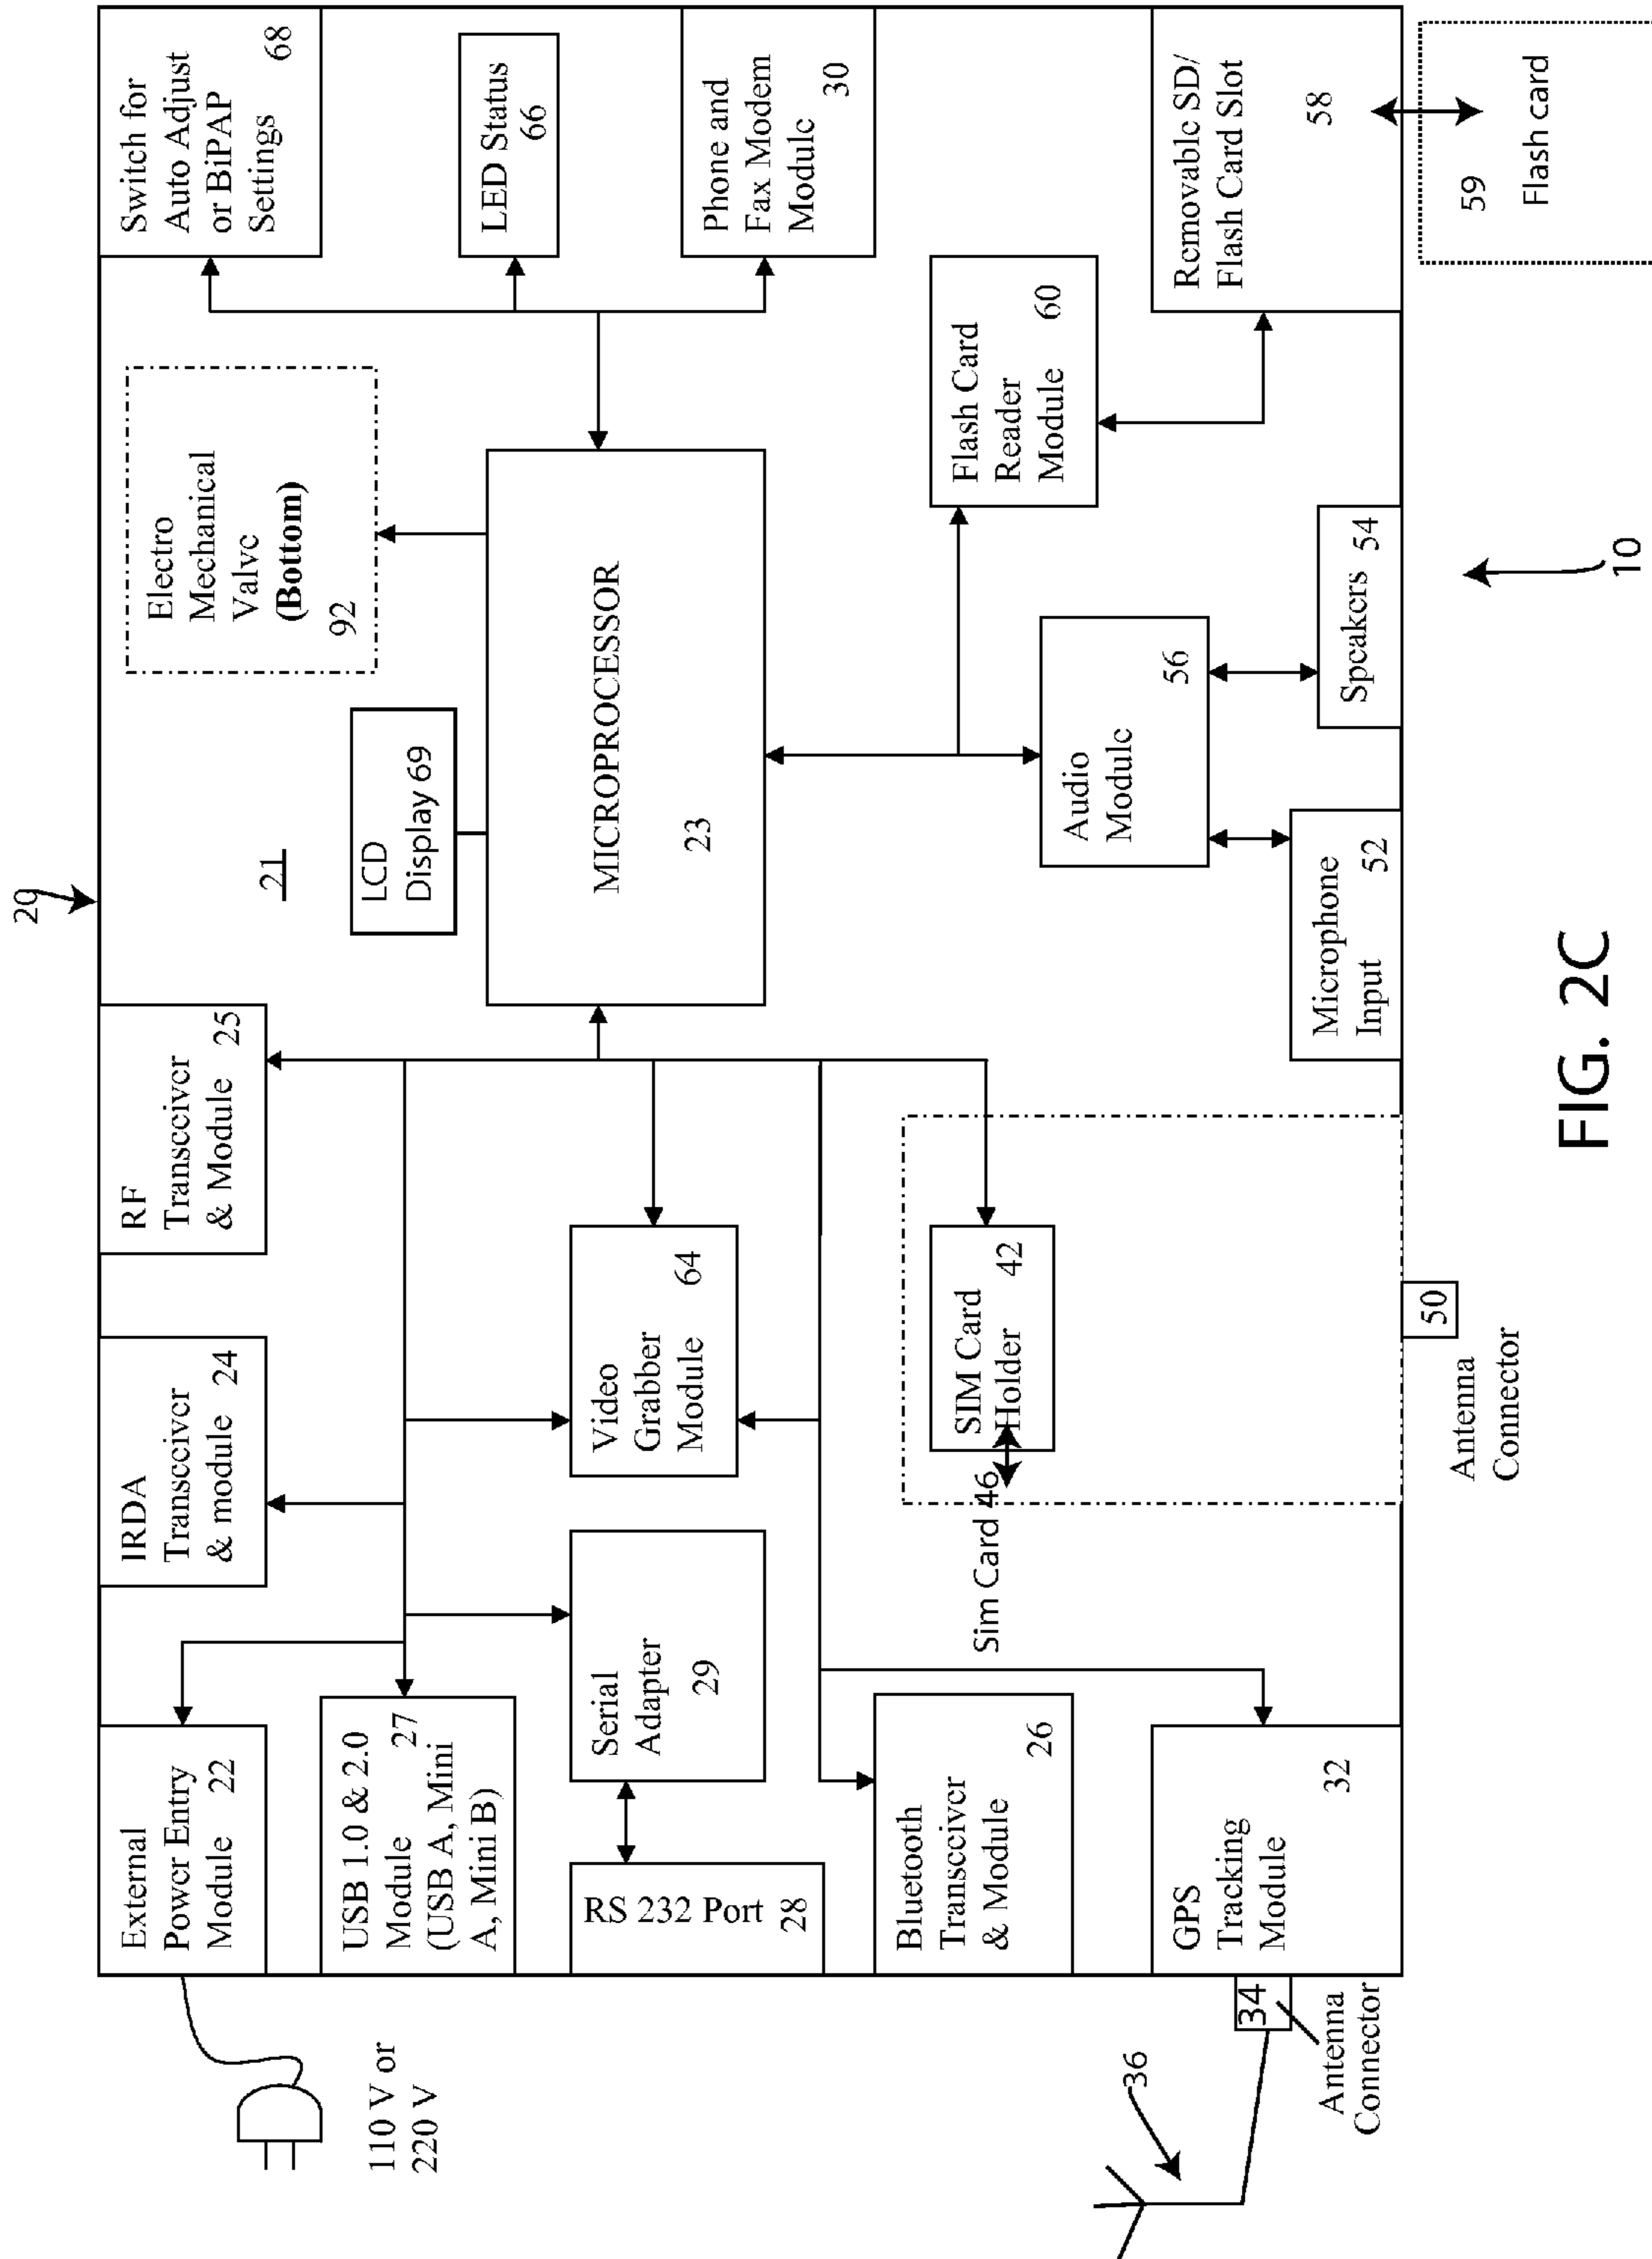 20
External
Power Entry
Module 22
110 V or
220 V
IRDA
Transceiver
& module 24
RF
Transceiver
& Module 25
21
Electro
Mechanical
Valve
(Bottom)
92
Switch for
Auto Adjust
or BiPAP
Settings 68
USB 1.0 & 2.0
Module 27
(USB A, Mini
A, Mini B)
LCD
Display 69
LED Status
66
RS 232 Port 28
Serial
Adapter
29
Video
Grabber
Module 64
MICROPROCESSOR
23
Phone and
Fax Modem
Module 30
Bluetooth
Transceiver
& Module 26
Sim Card 46
SIM Card
Holder 42
Audio
Module 56
Flash Card
Reader
Module 60
36
34
Antenna
Connector
GPS
Tracking
Module 32
50
Antenna
Connector
Microphone
Input 52
Speakers 54
Removable SD/
Flash Card Slot
58
59
Flash card
10
FIG. 2C